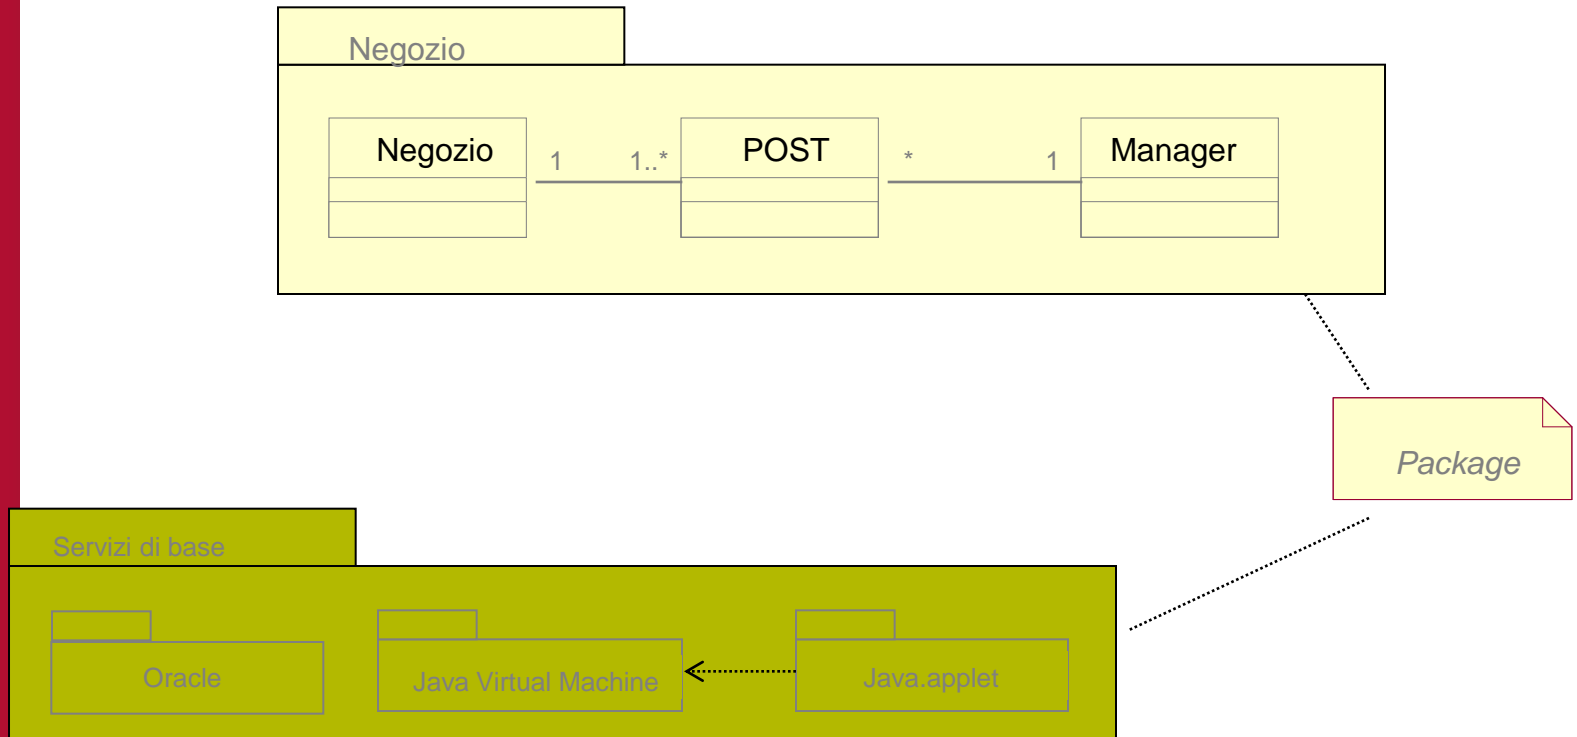 Negozio
Negozio 1 1..* POST * 1 Manager
Package
Servizi di base
Oracle Java Virtual Machine Java.applet